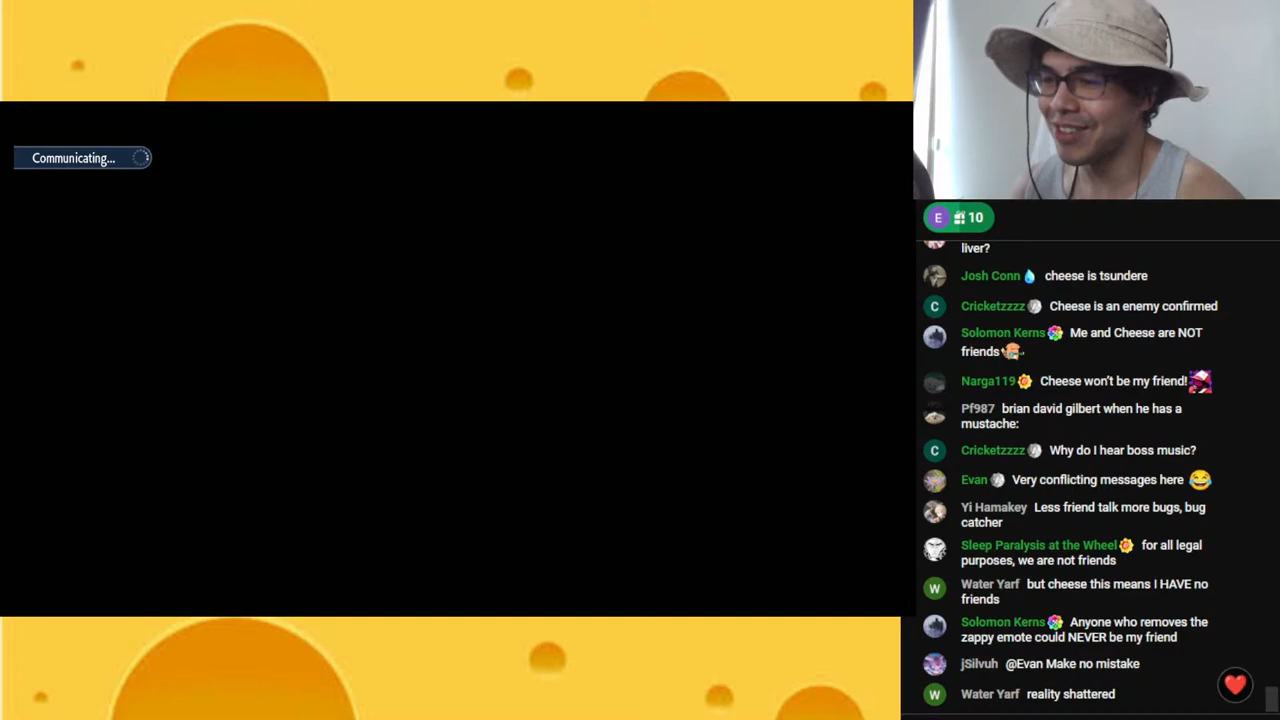 Communicating...
E 10
liver?
Josh Conn cheese is tsundere
Cricketzzzz Cheese is an enemy confirmed
C
Solomon Kerns Me and Cheese are NOT
friends
Narga119 Cheese won't be my friend!
Pf987 brian david gilbert when he has a
mustache:
Cricketzzzz Why do I hear boss music?
C
Evan Very conflicting messages here
Yi Hamakey Less friend talk more bugs, bug
catcher
Sleep Paralysis at the Wheel for all legal
purposes, we are not friends
Water Yarf but cheese this means I HAVE no
W
friends
Solomon Kerns Anyone who removes the
zappy emote could NEVER be my friend
jSilvuh @Evan Make no mistake
W Water Yarf reality shattered